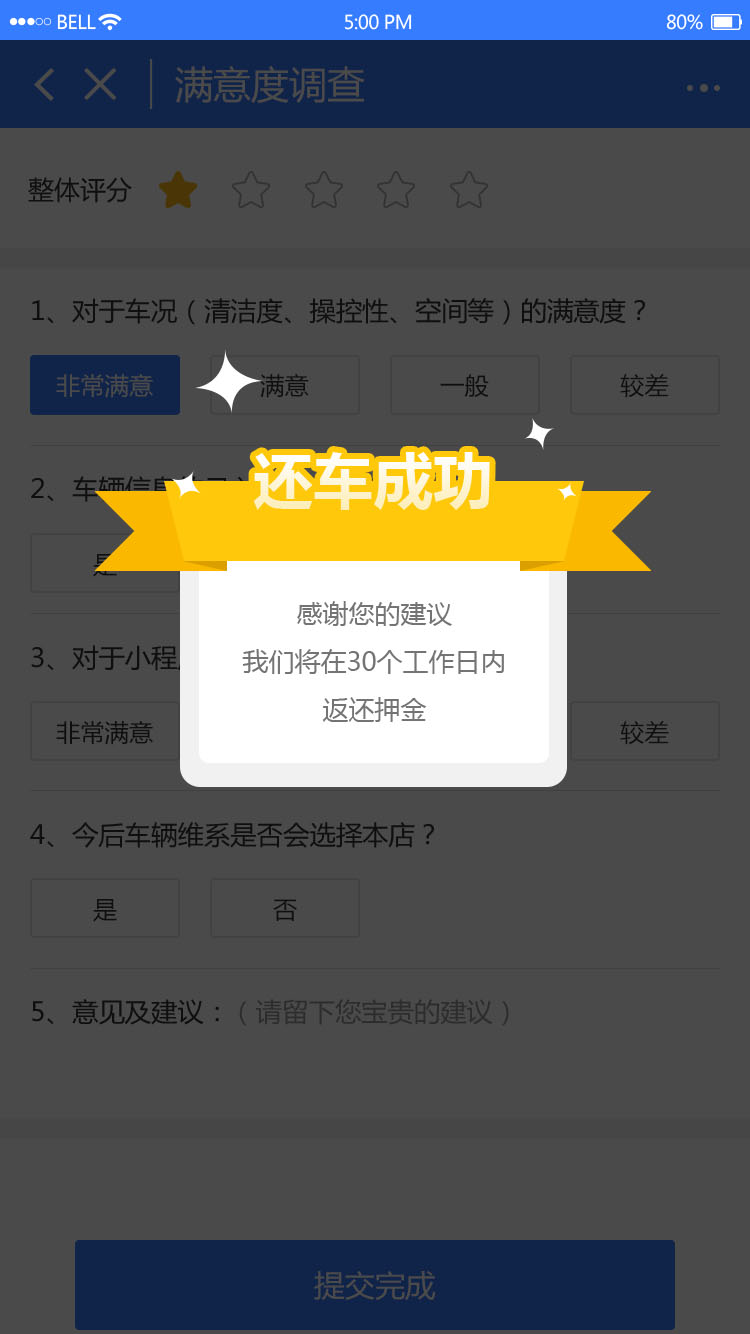 BELL 5:00 PM 80%
满意度调查
整体评分
1、对于车况（清洁度、操控性、空间等）的满意度？
非常满意 满意 一般 较差
还车成功
2、车辆信息
是
感谢您的建议
我们将在30个工作日内
返还押金
3、对于小程
非常满意 较差
4、今后车辆维系是否会选择本店？
是 否
5、意见及建议：（请留下您宝贵的建议）
提交完成